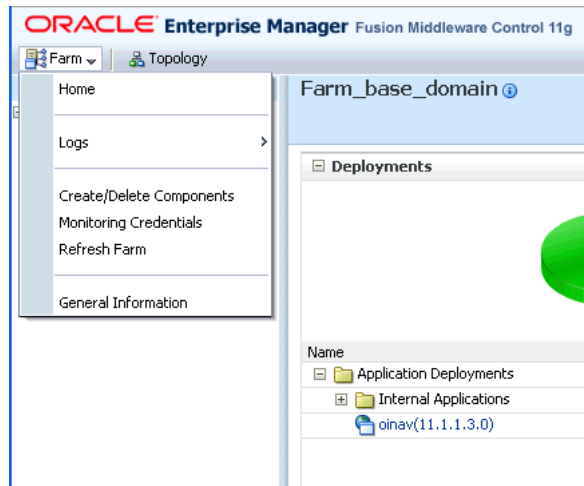 ORACLE Enterprise Manager Fusion Middleware Control 11g
Farm Topology
Home
Logs
Create/Delete Components
Monitoring Credentials
Refresh Farm
General Information
Farm_base_domain
Deployments
Name
Application Deployments
Internal Applications
oinav(11.1.1.3.0)